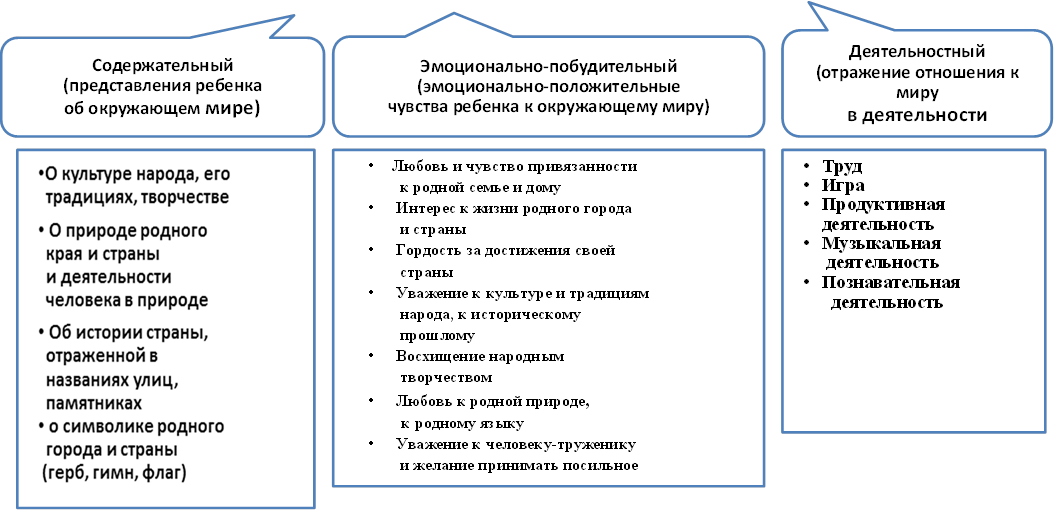 Содержательный
(представления ребенка
об окружающем мире)
•О культуре народа, его
традициях, творчестве
• О природе родного
края и страны
и деятельности
человека в природе
• Об истории страны,
отраженной в
названиях улиц,
памятниках
• о символике родного
города и страны
(герб, гимн, флаг)
Эмоционально-побудительный
(эмоционально-положительные
чувства ребенка к окружающему миру)
• Любовь и чувство привязанности
к родной семье и дому
• Интерес к жизни родного города
и страны
• Гордость за достижения своей
страны
• Уважение к культуре и традициям
народа, к историческому
прошлому
• Восхищение народным
творчеством
• Любовь к родной природе,
к родному языку
• Уважение к человеку-труженику
и желание принимать посильное
Деятельностный
(отражение отношения к
миру
в деятельности
• Труд
• Игра
• Продуктивная
деятельность
• Музыкальная
деятельность
• Познавательная
деятельность